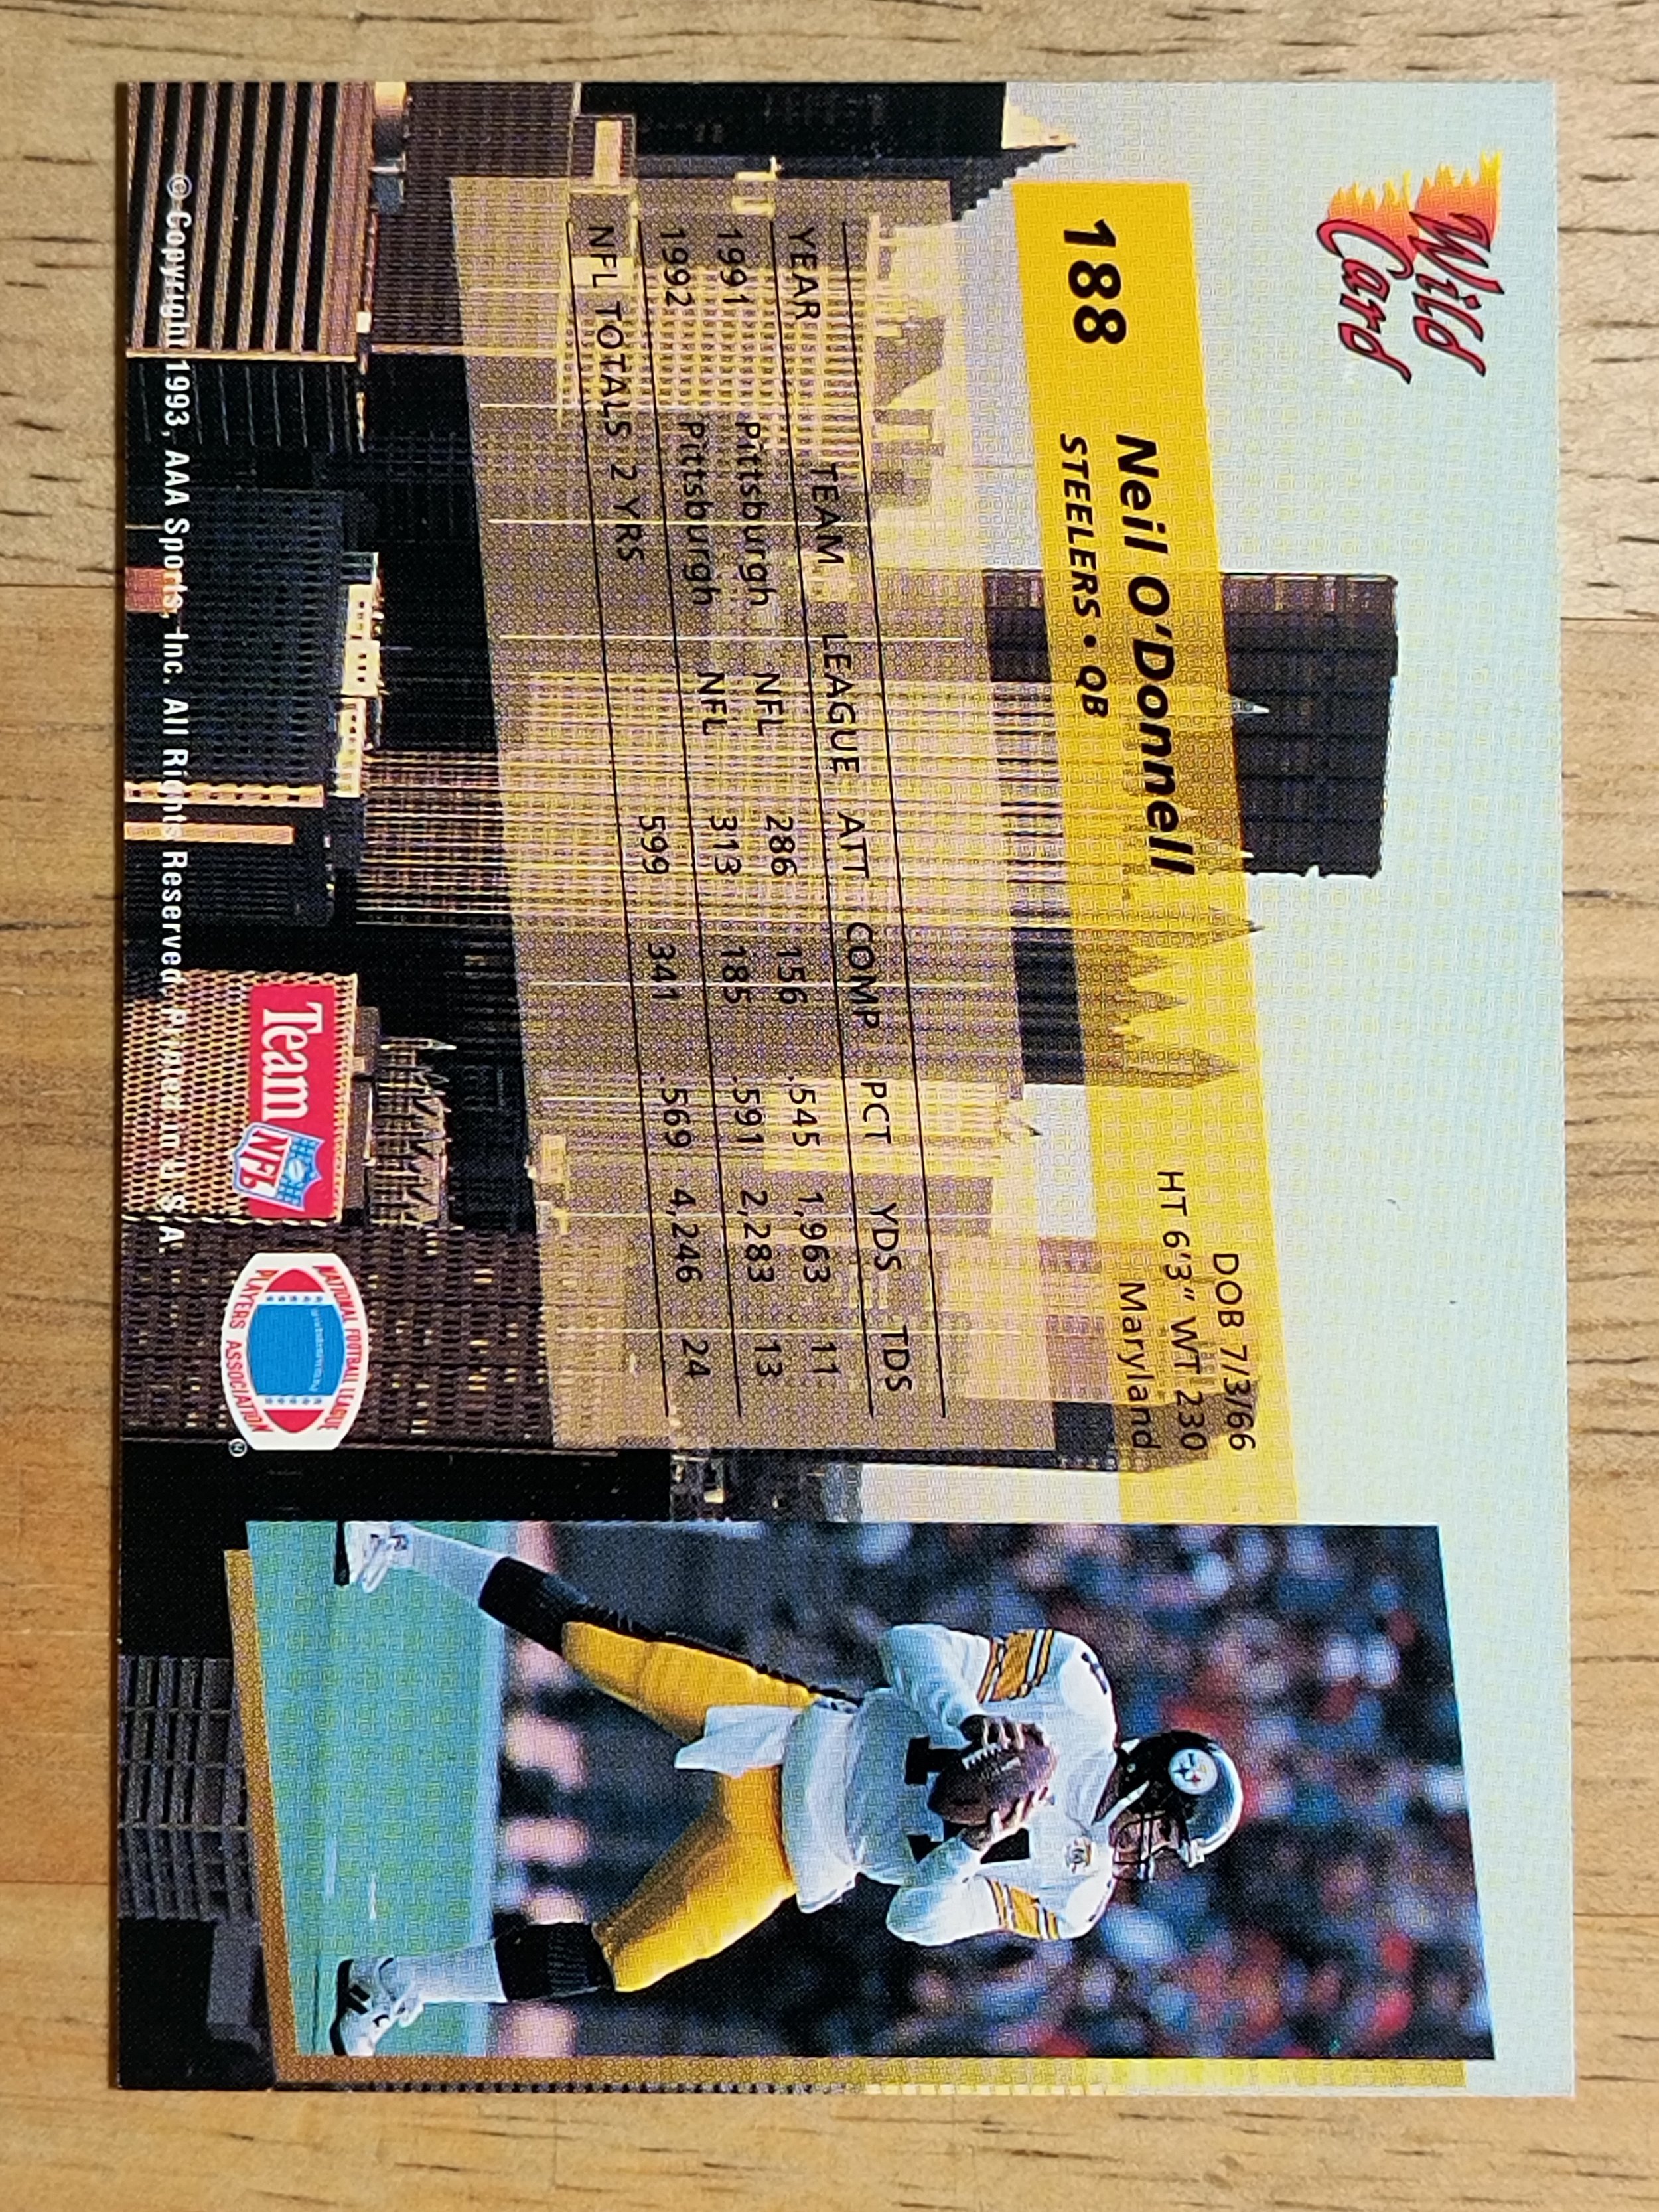 Wild
Card
188 Neil O'Donnell
STEELERS • QB
DOB 7/3/66
HT 6'3" WT 230
Maryland
YEAR TEAM LEAGUE ATT COMP PCT YDS TDS
1991 Pittsburgh NFL 286 156 .545 1,963 11
1992 Pittsburgh NFL 313 185 .591 2,283 13
NFL TOTALS 2 YRS 599 341 .569 4,246 24
Team NFL
NATIONAL FOOTBALL LEAGUE
PLAYERS ASSOCIATION
®
© Copyright 1993, AAA Sports, Inc. All Rights Reserved. Printed in U.S.A.